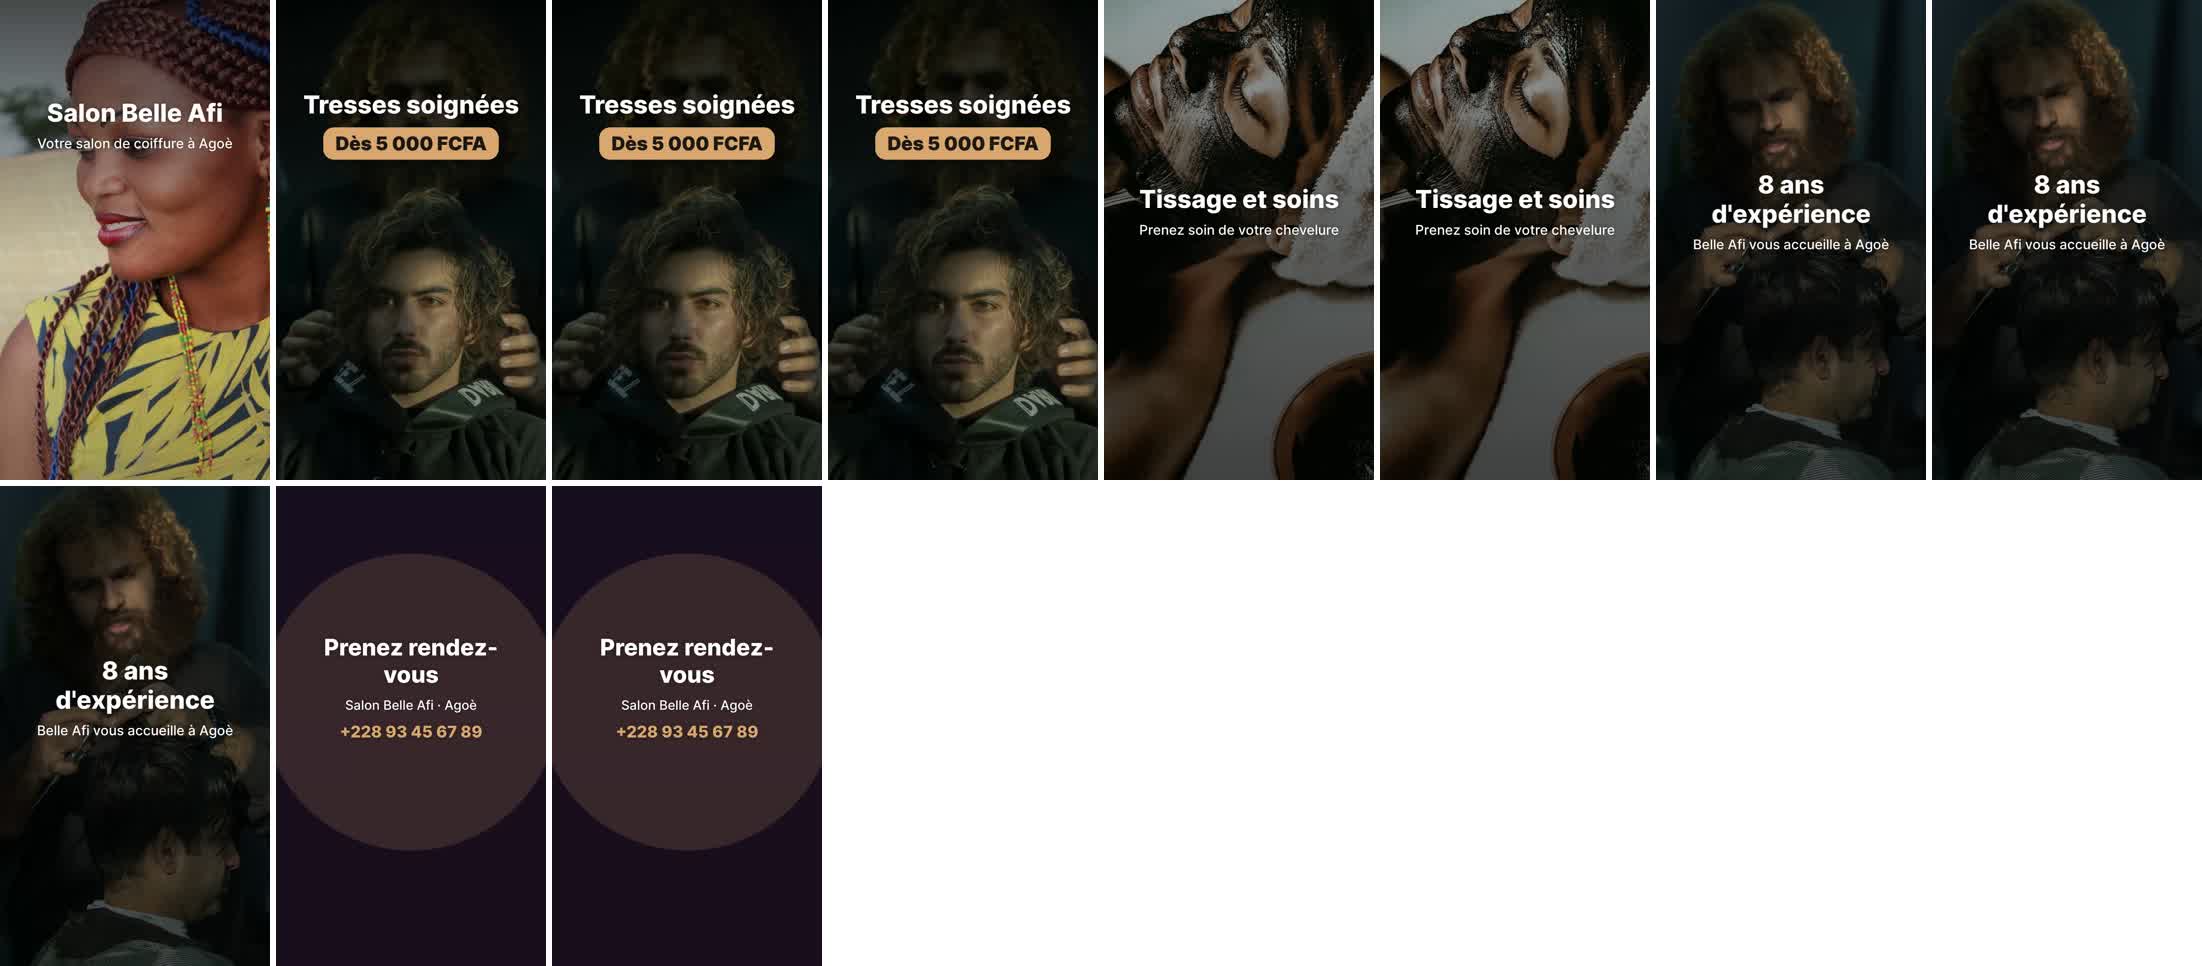 Salon Belle Afi
Votre salon de coiffure à Agoè
Tresses soignées
Dès 5 000 FCFA
Tresses soignées
Dès 5 000 FCFA
Tresses soignées
Dès 5 000 FCFA
Tissage et soins
Prenez soin de votre chevelure
Tissage et soins
Prenez soin de votre chevelure
8 ans
d'expérience
Belle Afi vous accueille à Agoè
8 ans
d'expérience
Belle Afi vous accueille à Agoè
8 ans
d'expérience
Belle Afi vous accueille à Agoè
Prenez rendez-
vous
Salon Belle Afi · Agoè
+228 93 45 67 89
Prenez rendez-
vous
Salon Belle Afi · Agoè
+228 93 45 67 89